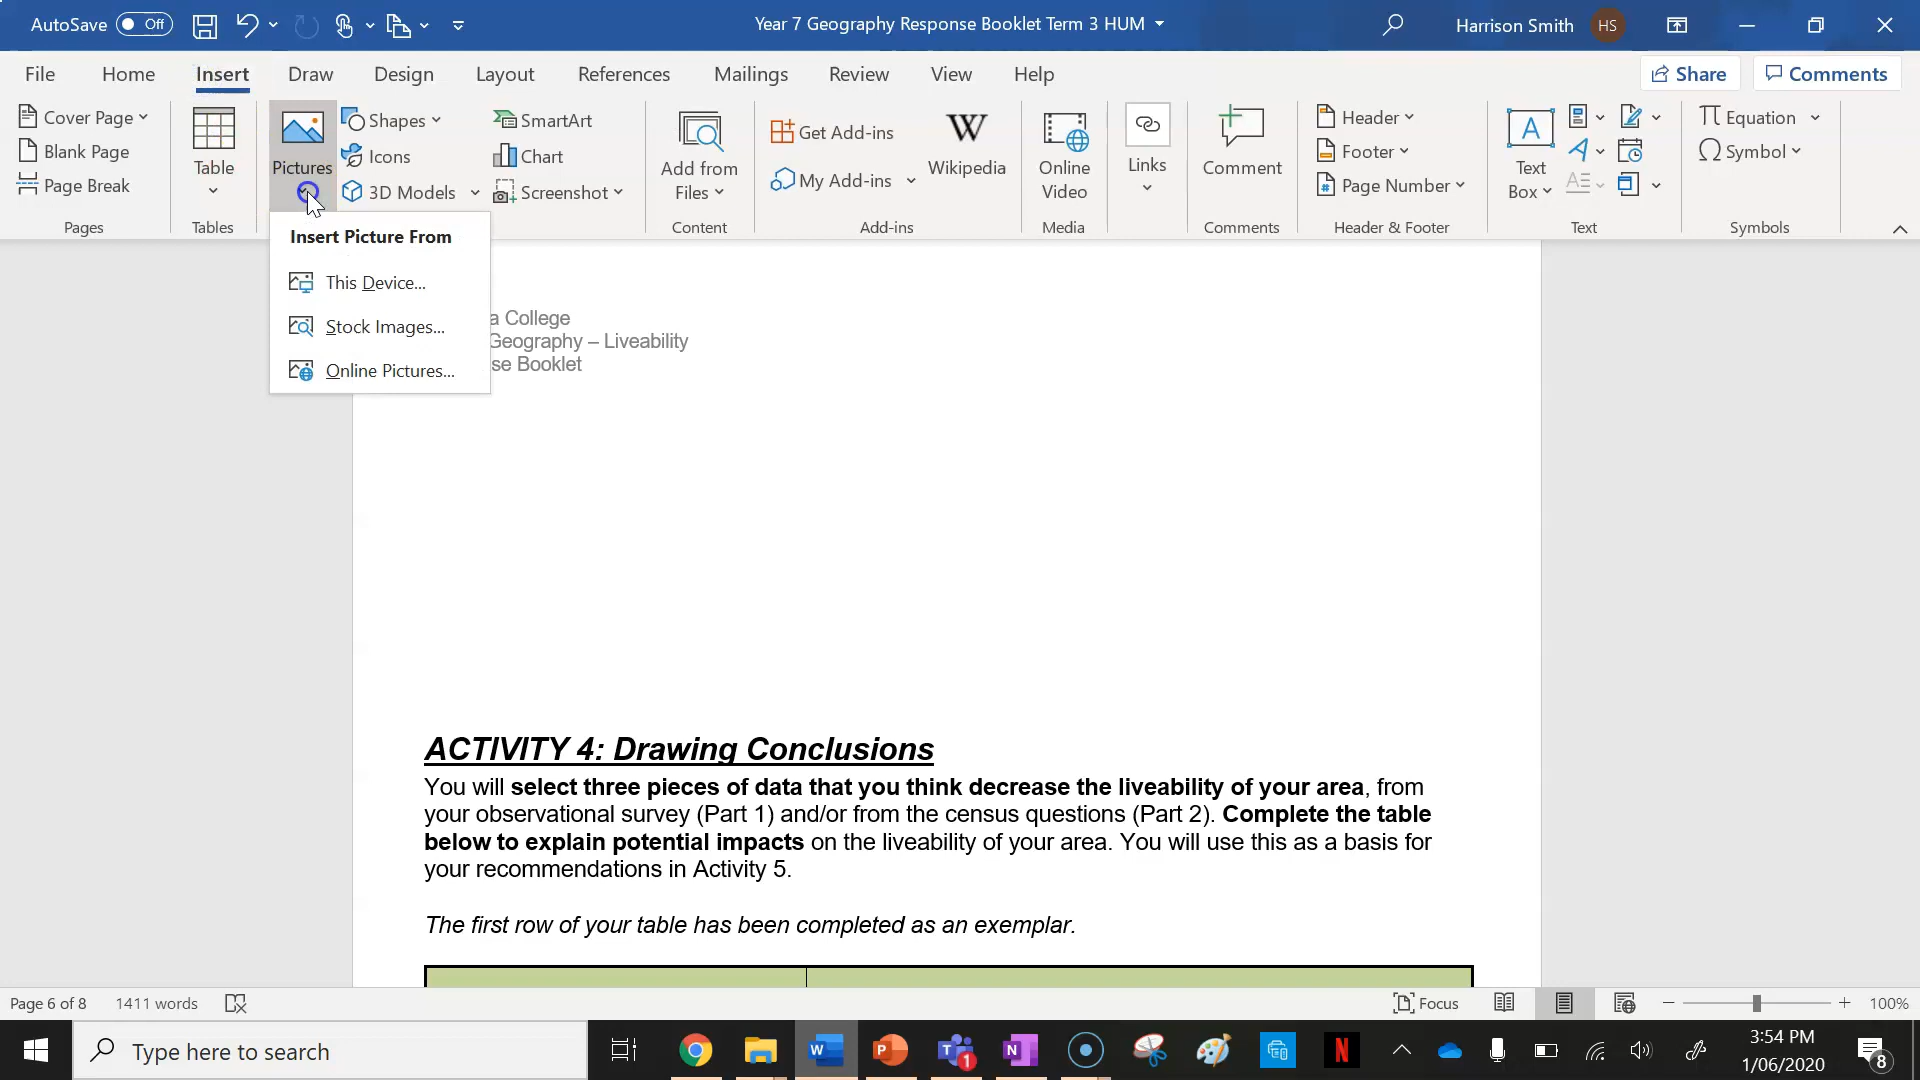 AutoSave Off Year 7 Geography Response Booklet Term 3 HUM Harrison Smith HS
File Home Insert Draw Design Layout References Mailings Review View Help Share Comments
Cover Page
Blank Page
Page Break
Pages
Table
Tables
Pictures
Shapes
Icons
3D Models
SmartArt
Chart
Screenshot
Add from
Files
Content
Get Add-ins
My Add-ins
W
Wikipedia
Add-ins
Online
Video
Media
Links
Comment
Comments
Header
Footer
Page Number
Header & Footer
A
Text
Box
Text
Equation
Symbol
Symbols
Insert Picture From
This Device...
Stock Images...
Online Pictures...
a College
Geography – Liveability
se Booklet
ACTIVITY 4: Drawing Conclusions
You will select three pieces of data that you think decrease the liveability of your area, from
your observational survey (Part 1) and/or from the census questions (Part 2). Complete the table
below to explain potential impacts on the liveability of your area. You will use this as a basis for
your recommendations in Activity 5.
The first row of your table has been completed as an exemplar.
Page 6 of 8 1411 words Focus 100%
Type here to search
W P T 1 N N
3:54 PM
1/06/2020
8